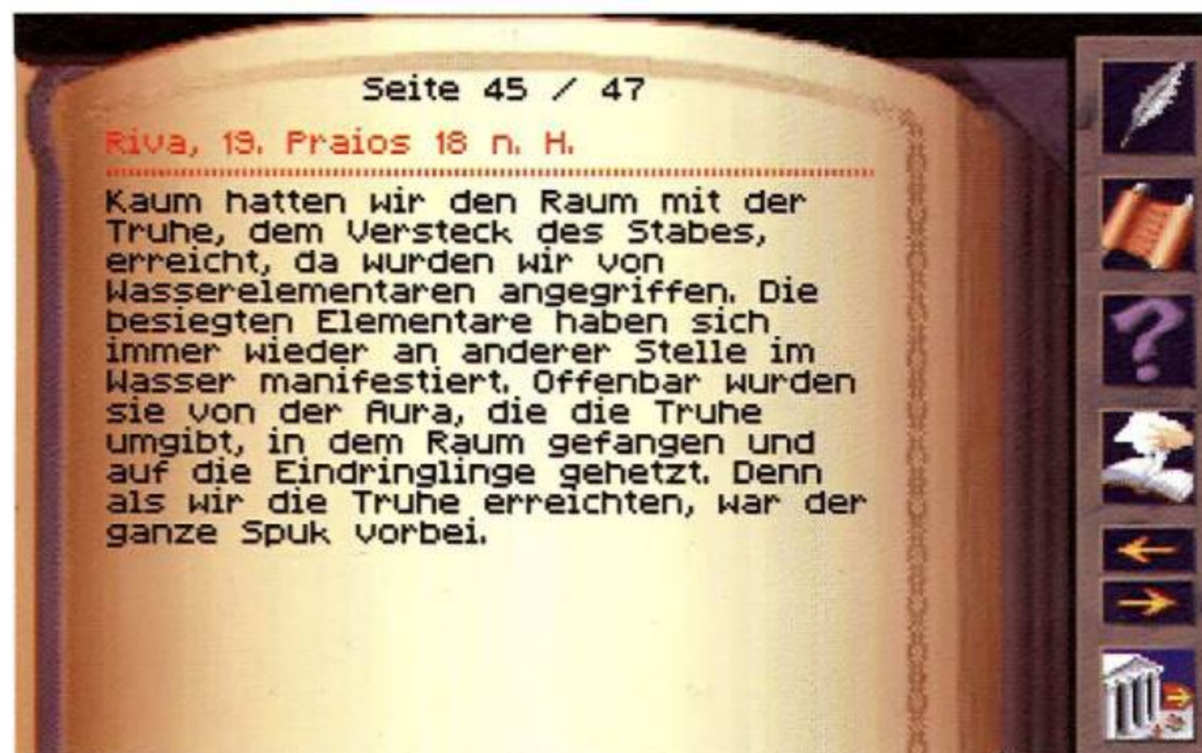 Seite 45 / 47
Riva, 19. Praios 18 n. H.
Kaum hatten wir den Raum mit der
Truhe, dem Versteck des Stabes,
erreicht, da wurden wir von
Wasserelementaren angegriffen. Die
besiegten Elementare haben sich
immer wieder an anderer Stelle im
Wasser manifestiert. Offenbar wurden
sie von der Aura, die die Truhe
umgibt, in dem Raum gefangen und
auf die Eindringlinge gehetzt. Denn
als wir die Truhe erreichten, war der
ganze Spuk vorbei.